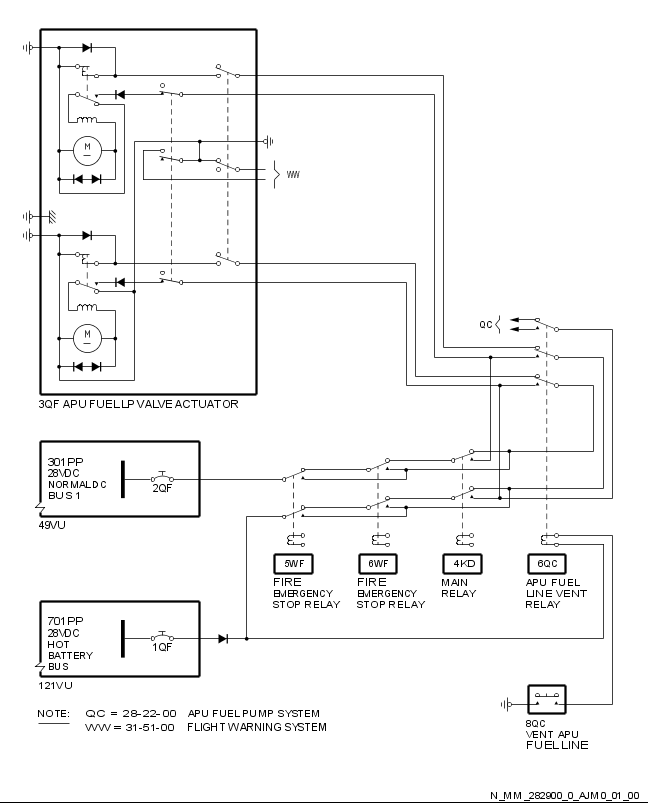 M
WW
M
QC
3QF APU FUEL LP VALVE ACTUATOR
301PP
28VDC
NORMAL DC
BUS 1
2QF
49VU
5WF
6WF
4KD
6QC
FIRE
EMERGENCY
STOP RELAY
FIRE
EMERGENCY
STOP RELAY
MAIN
RELAY
APU FUEL
LINE VENT
RELAY
701PP
28VDC
HOT
BATTERY
BUS
1QF
121VU
NOTE: QC = 28-22-00 APU FUEL PUMP SYSTEM
WW = 31-51-00 FLIGHT WARNING SYSTEM
8QC
VENT APU
FUEL LINE
N_MM_282900_0_AJM0_01_00